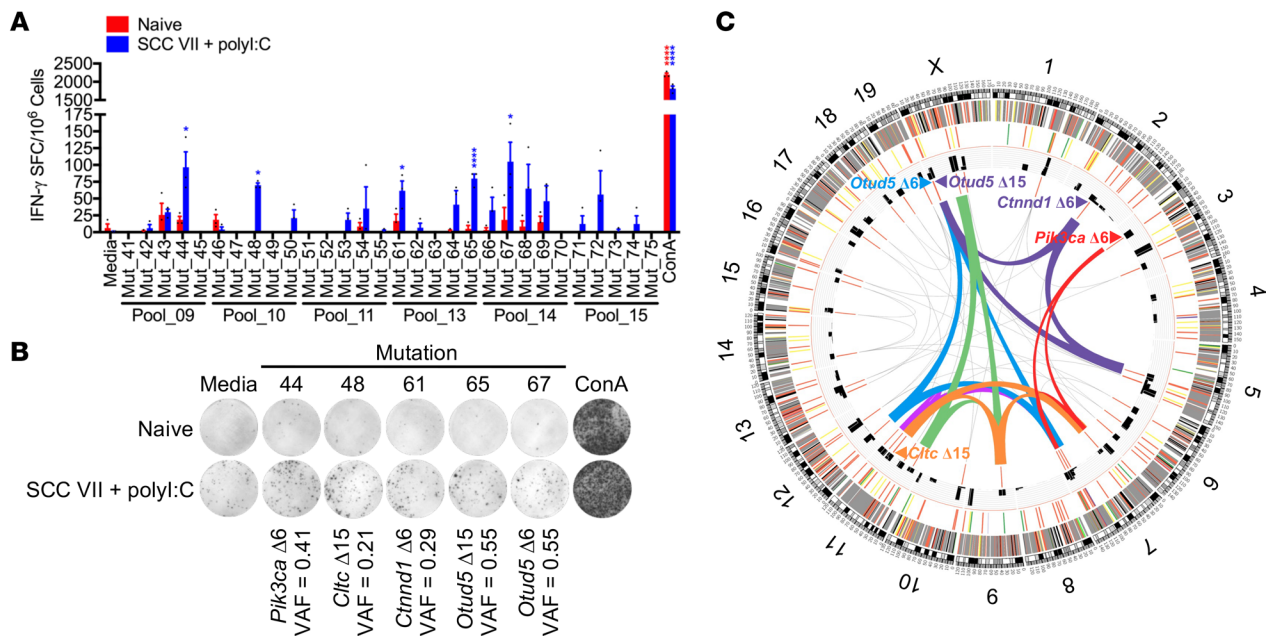 A
Naive
SCC VII + polyI:C
IFN-γ SFC/10⁶ Cells
2500
2000
1500
175
150
125
100
75
50
25
0
*
*
*
****
*
****
****
Media
Mut_41
Mut_42
Mut_43
Mut_44
Mut_45
Mut_46
Mut_47
Mut_48
Mut_49
Mut_50
Mut_51
Mut_52
Mut_53
Mut_54
Mut_55
Mut_61
Mut_62
Mut_63
Mut_64
Mut_65
Mut_66
Mut_67
Mut_68
Mut_69
Mut_70
Mut_71
Mut_72
Mut_73
Mut_74
Mut_75
ConA
Pool_09
Pool_10
Pool_11
Pool_13
Pool_14
Pool_15
B
Mutation
Media
44
48
61
65
67
ConA
Naive
SCC VII + polyI:C
Pik3ca Δ6
VAF = 0.41
Cltc Δ15
VAF = 0.21
Ctnnd1 Δ6
VAF = 0.29
Otud5 Δ15
VAF = 0.55
Otud5 Δ6
VAF = 0.55
C
1
2
3
4
5
6
7
8
9
10
11
12
13
14
15
16
17
18
19
X
Otud5 Δ6
Otud5 Δ15
Ctnnd1 Δ6
Pik3ca Δ6
Cltc Δ15